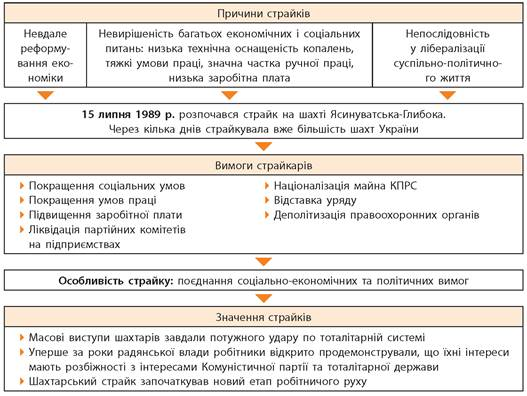 Причини страйків
Невдале
реформу-
вання еко-
номіки
Невирішеність багатьох економічних і соціальних
питань: низька технічна оснащеність копалень,
тяжкі умови праці, значна частка ручної праці,
низька заробітна плата
Непослідовність
у лібералізації
суспільно-політично-
го життя
15 липня 1989 р. розпочався страйк на шахті Ясинуватська-Глибока.
Через кілька днів страйкувала вже більшість шахт України
Вимоги страйкарів
Покращення соціальних умов
Покращення умов праці
Підвищення заробітної плати
Ліквідація партійних комітетів
на підприємствах
Націоналізація майна КПРС
Відставка уряду
Деполітизація правоохоронних органів
Особливість страйку: поєднання соціально-економічних та політичних вимог
Значення страйків
Масові виступи шахтарів завдали потужного удару по тоталітарній системі
Уперше за роки радянської влади робітники відкрито продемонстрували, що їхні інтереси
мають розбіжності з інтересами Комуністичної партії та тоталітарної держави
Шахтарський страйк започаткував новий етап робітничого руху